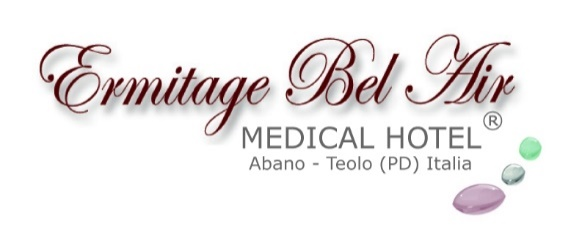 Ermitage Bel Air
MEDICAL HOTEL®
Abano - Teolo (PD) Italia